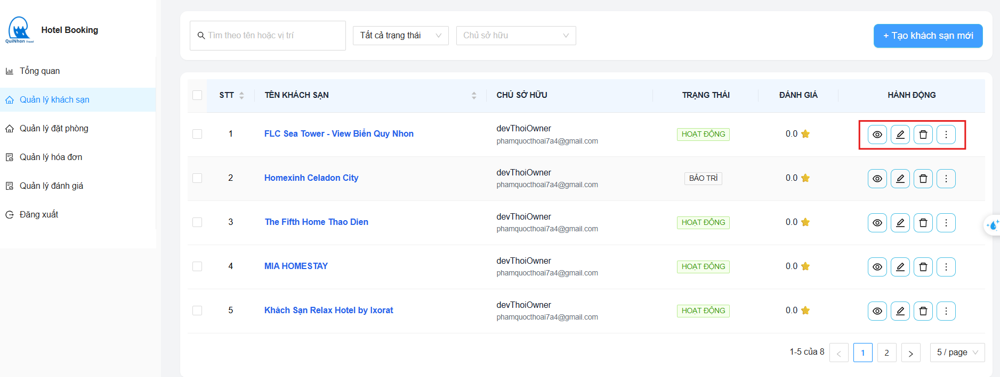 QuiNhon Travel
Hotel Booking
Tổng quan
Quản lý khách sạn
Quản lý đặt phòng
Quản lý hóa đơn
Quản lý đánh giá
Đăng xuất
Tìm theo tên hoặc vị trí
Tất cả trạng thái
Chủ sở hữu
+ Tạo khách sạn mới
STT TÊN KHÁCH SẠN CHỦ SỞ HỮU TRẠNG THÁI ĐÁNH GIÁ HÀNH ĐỘNG
1 FLC Sea Tower - View Biển Quy Nhon devThoiOwner HOẠT ĐỘNG 0.0
phamquocthoai7a4@gmail.com
2 Homexinh Celadon City devThoiOwner BẢO TRÌ 0.0
phamquocthoai7a4@gmail.com
3 The Fifth Home Thao Dien devThoiOwner HOẠT ĐỘNG 0.0
phamquocthoai7a4@gmail.com
4 MIA HOMESTAY devThoiOwner HOẠT ĐỘNG 0.0
phamquocthoai7a4@gmail.com
5 Khách Sạn Relax Hotel by Ixorat devThoiOwner HOẠT ĐỘNG 0.0
phamquocthoai7a4@gmail.com
1-5 của 8 < 1 2 > 5 / page